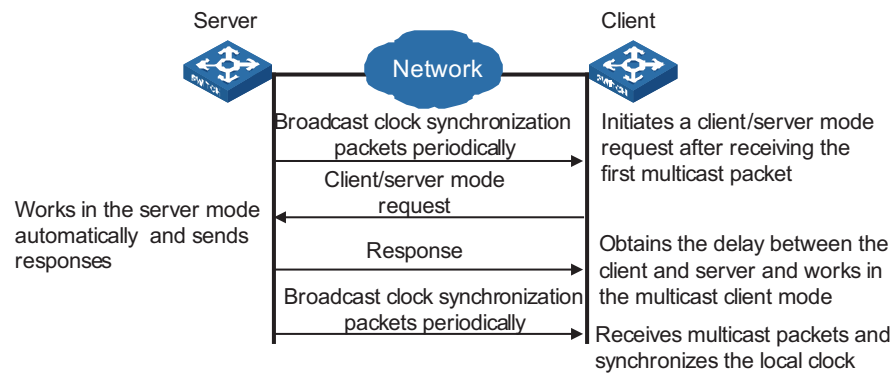 Server
Client
SWITCH
Network
SWITCH
Broadcast clock synchronization
packets periodically
Initiates a client/server mode
request after receiving the
first multicast packet
Client/server mode
request
Works in the server mode
automatically and sends
responses
Response
Obtains the delay between the
client and server and works in
the multicast client mode
Broadcast clock synchronization
packets periodically
Receives multicast packets and
synchronizes the local clock